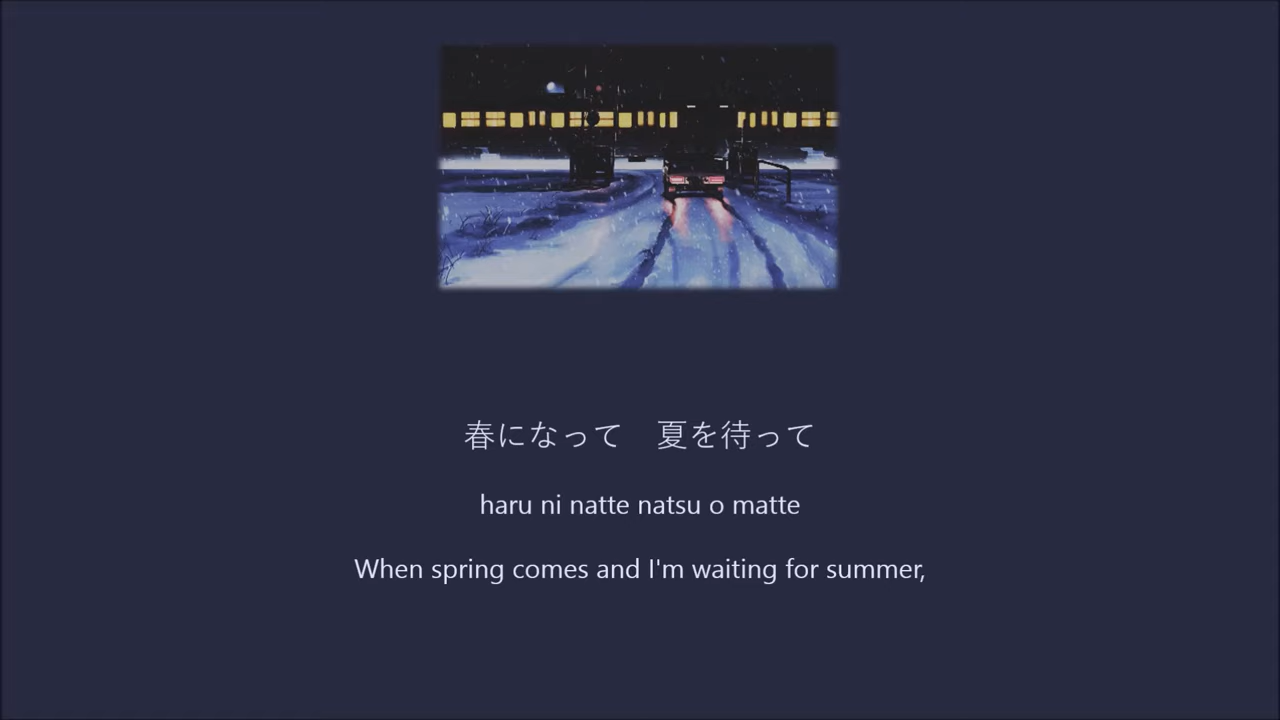 春になって　夏を待って
haru ni natte natsu o matte
When spring comes and I'm waiting for summer,